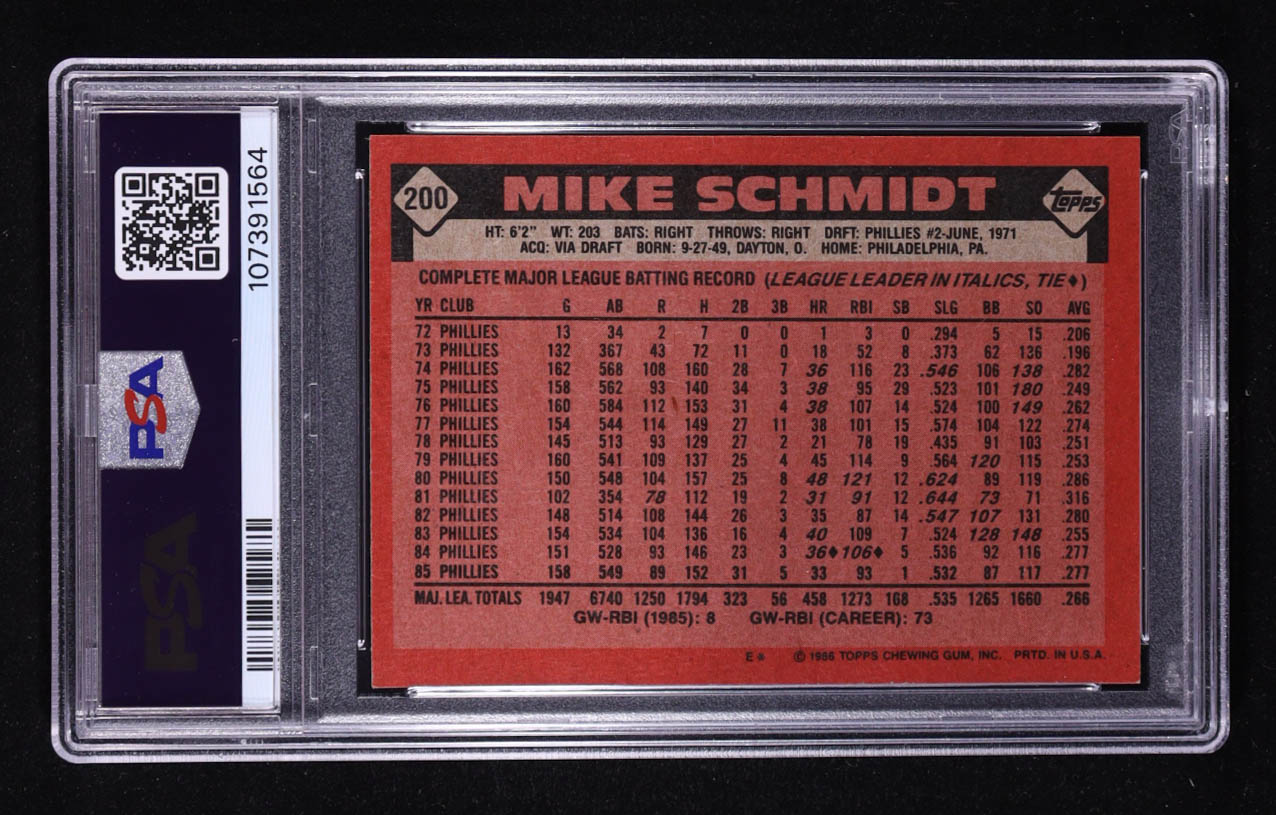 107391564
PSA
PSA
PSA
200 MIKE SCHMIDT topps
HT: 6'2" WT: 203 BATS: RIGHT THROWS: RIGHT DRFT: PHILLIES #2-JUNE, 1971
ACQ: VIA DRAFT BORN: 9-27-49, DAYTON, O. HOME: PHILADELPHIA, PA.
COMPLETE MAJOR LEAGUE BATTING RECORD (LEAGUE LEADER IN ITALICS, TIE♦)
YR CLUB G AB R H 2B 3B HR RBI SB SLG BB SO AVG
72 PHILLIES 13 34 2 7 0 0 1 3 0 .294 5 15 .206
73 PHILLIES 132 367 43 72 11 0 18 52 8 .373 62 136 .196
74 PHILLIES 162 568 108 160 28 7 36 116 23 .546 106 138 .282
75 PHILLIES 158 562 93 140 34 3 38 95 29 .523 101 180 .249
76 PHILLIES 160 584 112 153 31 4 38 107 14 .524 100 149 .262
77 PHILLIES 154 544 114 149 27 11 38 101 15 .574 104 122 .274
78 PHILLIES 145 513 93 129 27 2 21 78 19 .435 91 103 .251
79 PHILLIES 160 541 109 137 25 4 45 114 9 .564 120 115 .253
80 PHILLIES 150 548 104 157 25 8 48 121 12 .624 89 119 .286
81 PHILLIES 102 354 78 112 19 2 31 91 12 .644 73 71 .316
82 PHILLIES 148 514 108 144 26 3 35 87 14 .547 107 131 .280
83 PHILLIES 154 534 104 136 16 4 40 109 7 .524 128 148 .255
84 PHILLIES 151 528 93 146 23 3 36♦ 106♦ 5 .536 92 116 .277
85 PHILLIES 158 549 89 152 31 5 33 93 1 .532 87 117 .277
MAJ. LEA. TOTALS 1947 6740 1250 1794 323 56 458 1273 168 .535 1265 1660 .266
GW-RBI (1985): 8 GW-RBI (CAREER): 73
E* © 1986 TOPPS CHEWING GUM, INC. PRTD. IN U.S.A.